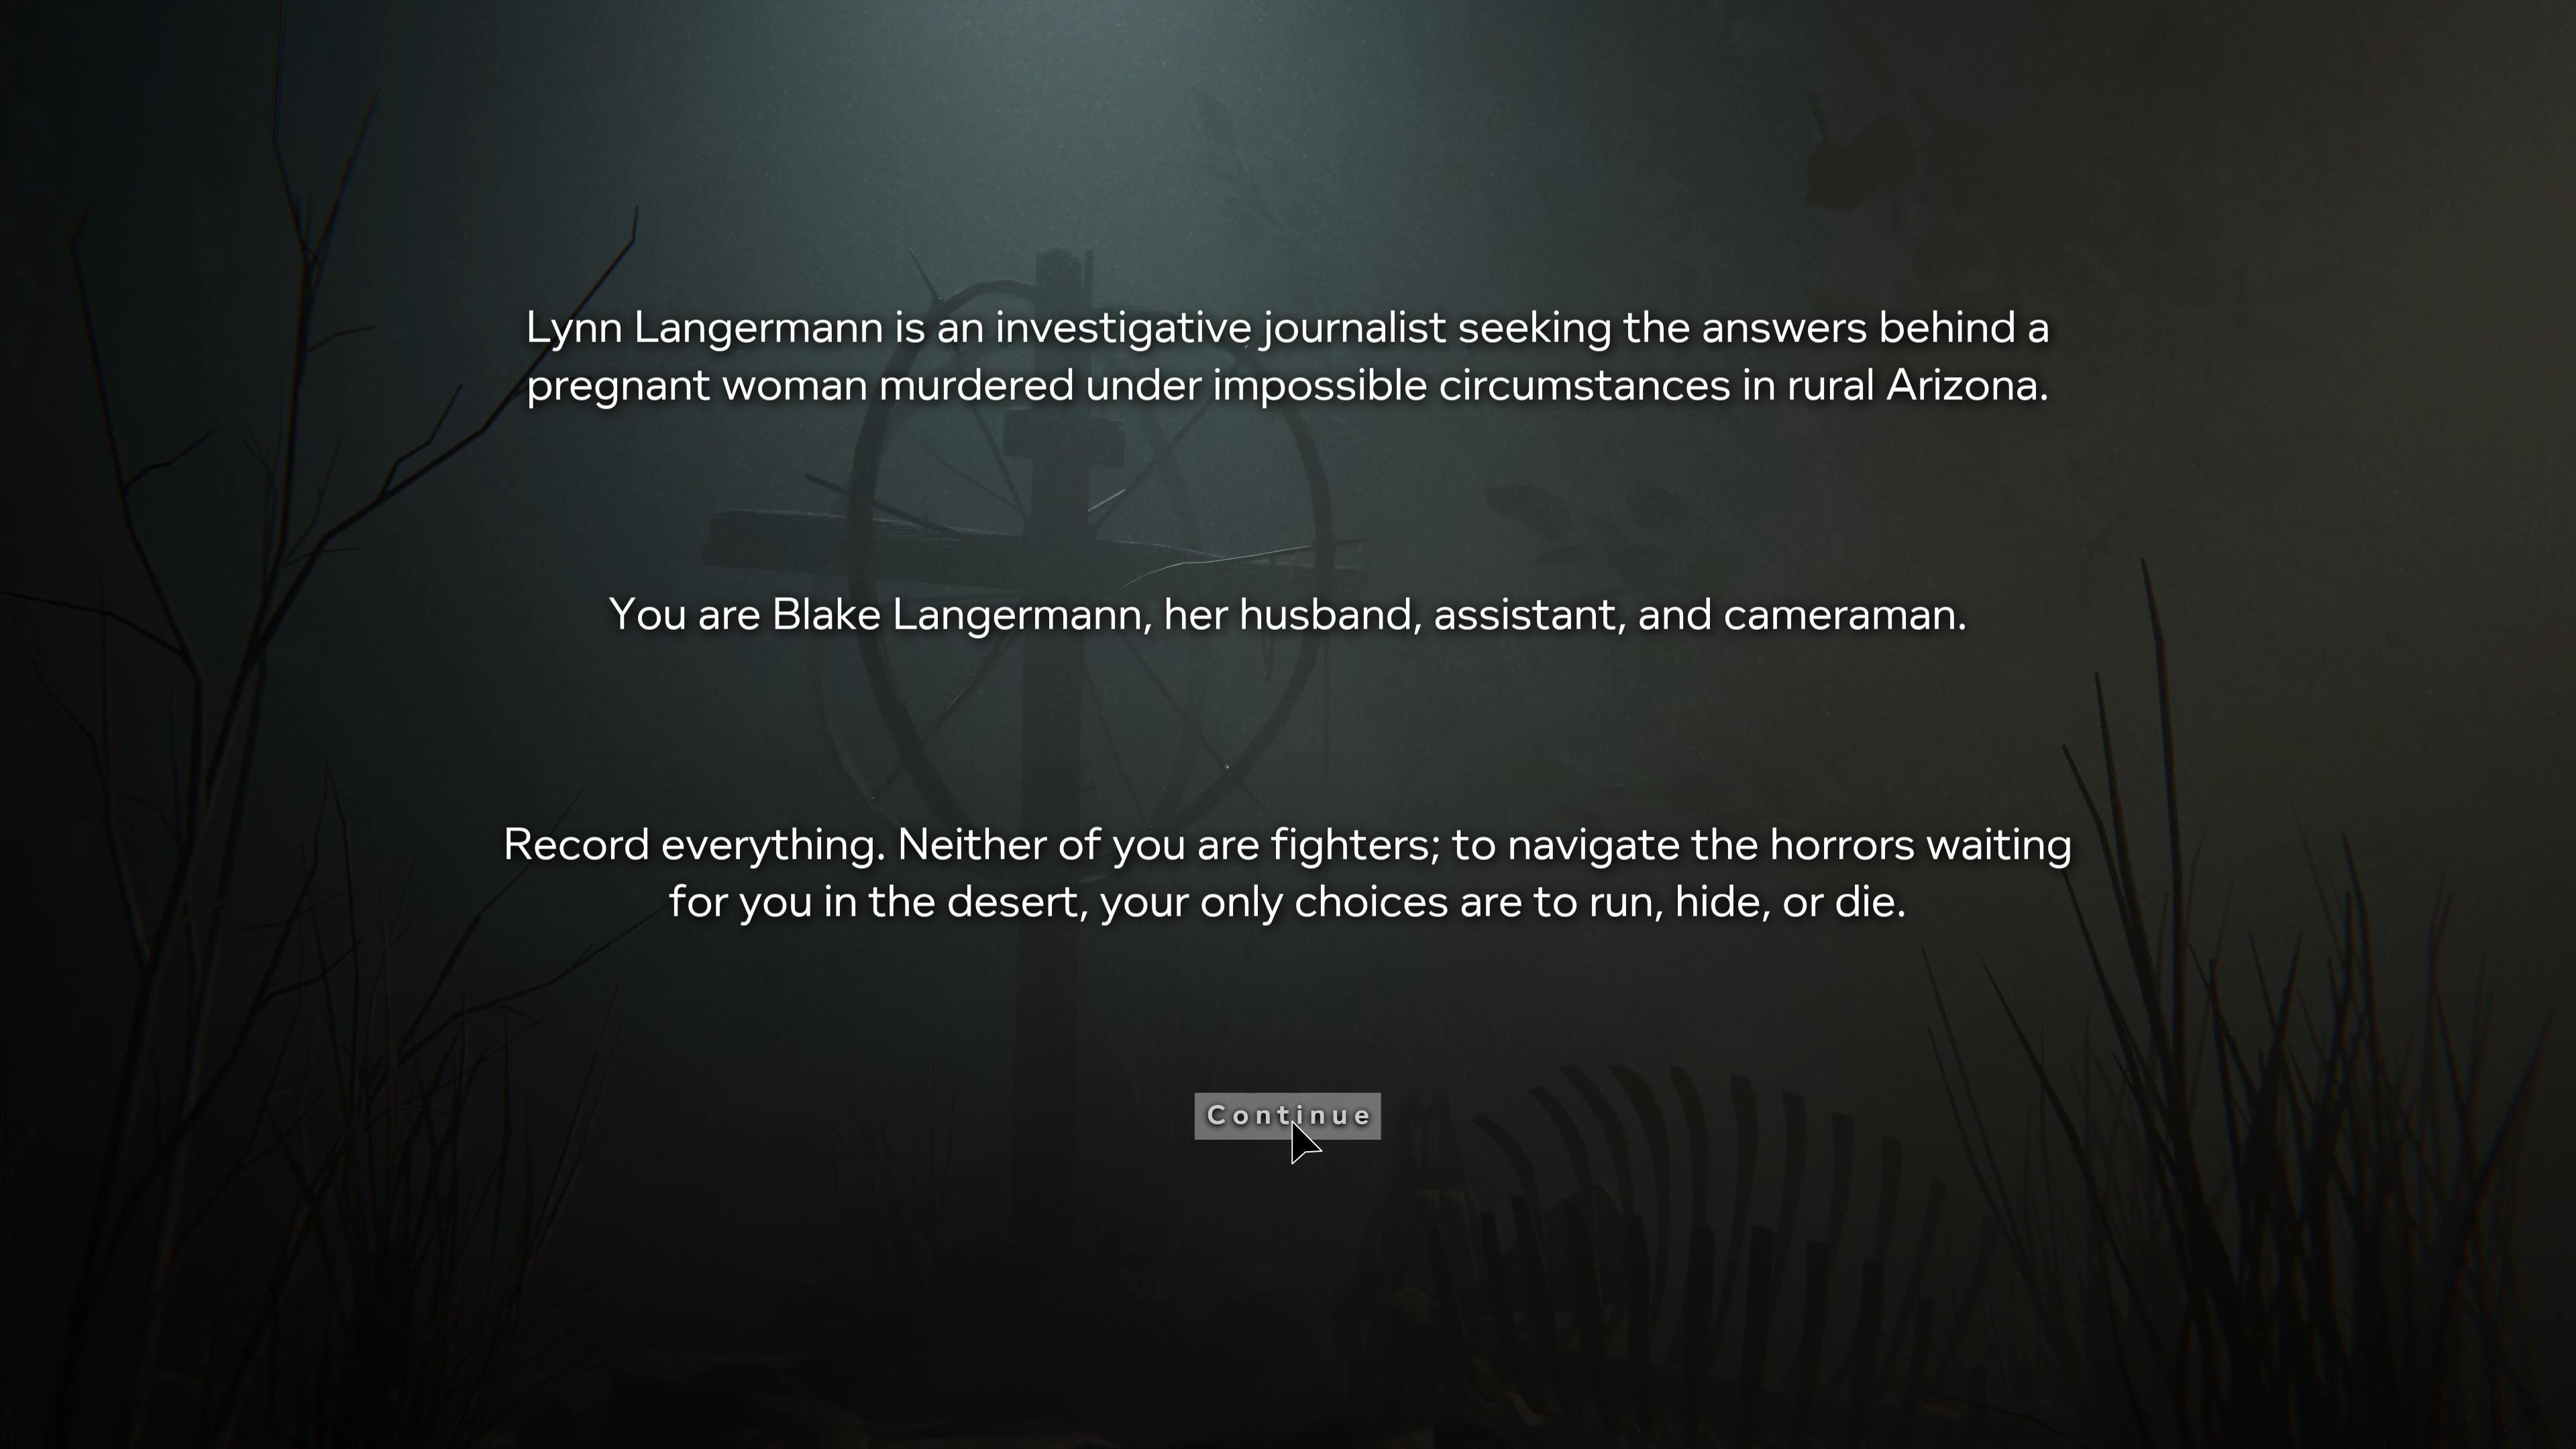 Lynn Langermann is an investigative journalist seeking the answers behind a
pregnant woman murdered under impossible circumstances in rural Arizona.
You are Blake Langermann, her husband, assistant, and cameraman.
Record everything. Neither of you are fighters; to navigate the horrors waiting
for you in the desert, your only choices are to run, hide, or die.
Continue